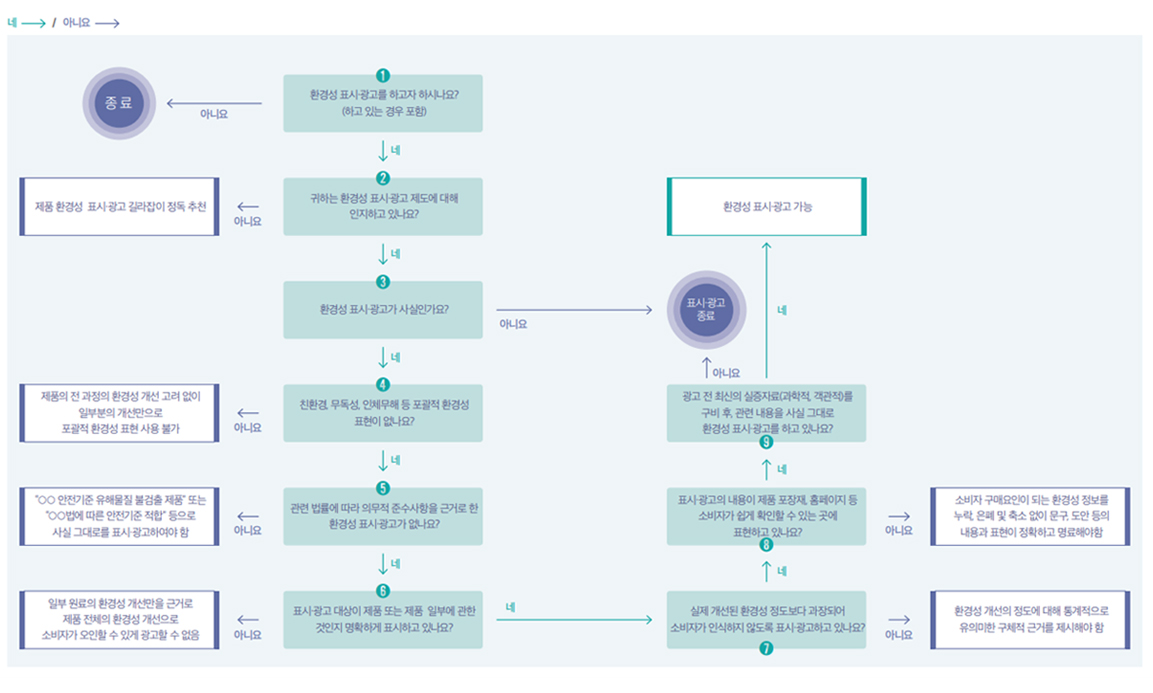 네 / 아니요
종료
아니요
1
환경성 표시·광고를 하고자 하시나요?
(하고 있는 경우 포함)
네
제품 환경성 표시·광고 길라잡이 정독 추천
아니요
2
귀하는 환경성 표시·광고 제도에 대해
인지하고 있나요?
네
3
환경성 표시·광고가 사실인가요?
아니요
표시·광고
종료
네
제품의 전 과정의 환경성 개선 고려 없이
일부분의 개선만으로
포괄적 환경성 표현 사용 불가
아니요
4
친환경, 무독성, 인체무해 등 포괄적 환경성
표현이 없나요?
네
"○○ 안전기준 유해물질 불검출 제품" 또는
"○○법에 따른 안전기준 적합" 등으로
사실 그대로를 표시·광고하여야 함
아니요
5
관련 법률에 따라 의무적 준수사항을 근거로 한
환경성 표시·광고가 없나요?
네
일부 원료의 환경성 개선만을 근거로
제품 전체의 환경성 개선으로
소비자가 오인할 수 있게 광고할 수 없음
아니요
6
표시·광고 대상이 제품 또는 제품 일부에 관한
것인지 명확하게 표시하고 있나요?
네
실제 개선된 환경성 정도보다 과장되어
소비자가 인식하지 않도록 표시·광고하고 있나요?
7
아니요
환경성 개선의 정도에 대해 통계적으로
유의미한 구체적 근거를 제시해야 함
네
표시·광고의 내용이 제품 포장재, 홈페이지 등
소비자가 쉽게 확인할 수 있는 곳에
표현하고 있나요?
8
아니요
소비자 구매요인이 되는 환경성 정보를
누락, 은폐 및 축소 없이 문구, 도안 등의
내용과 표현이 정확하고 명료해야함
네
광고 전 최신의 실증자료(과학적, 객관적)를
구비 후, 관련 내용을 사실 그대로
환경성 표시·광고를 하고 있나요?
9
아니요
네
환경성 표시·광고 가능